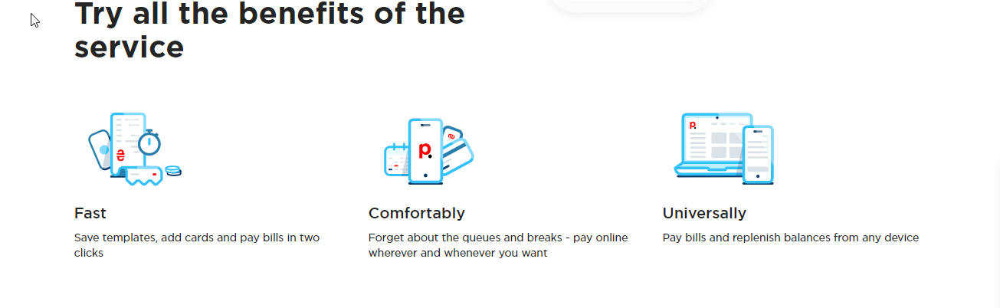 Try all the benefits of the
service
₴
p.
₴
p.
Fast
Comfortably
Universally
Save templates, add cards and pay bills in two
clicks
Forget about the queues and breaks - pay online
wherever and whenever you want
Pay bills and replenish balances from any device